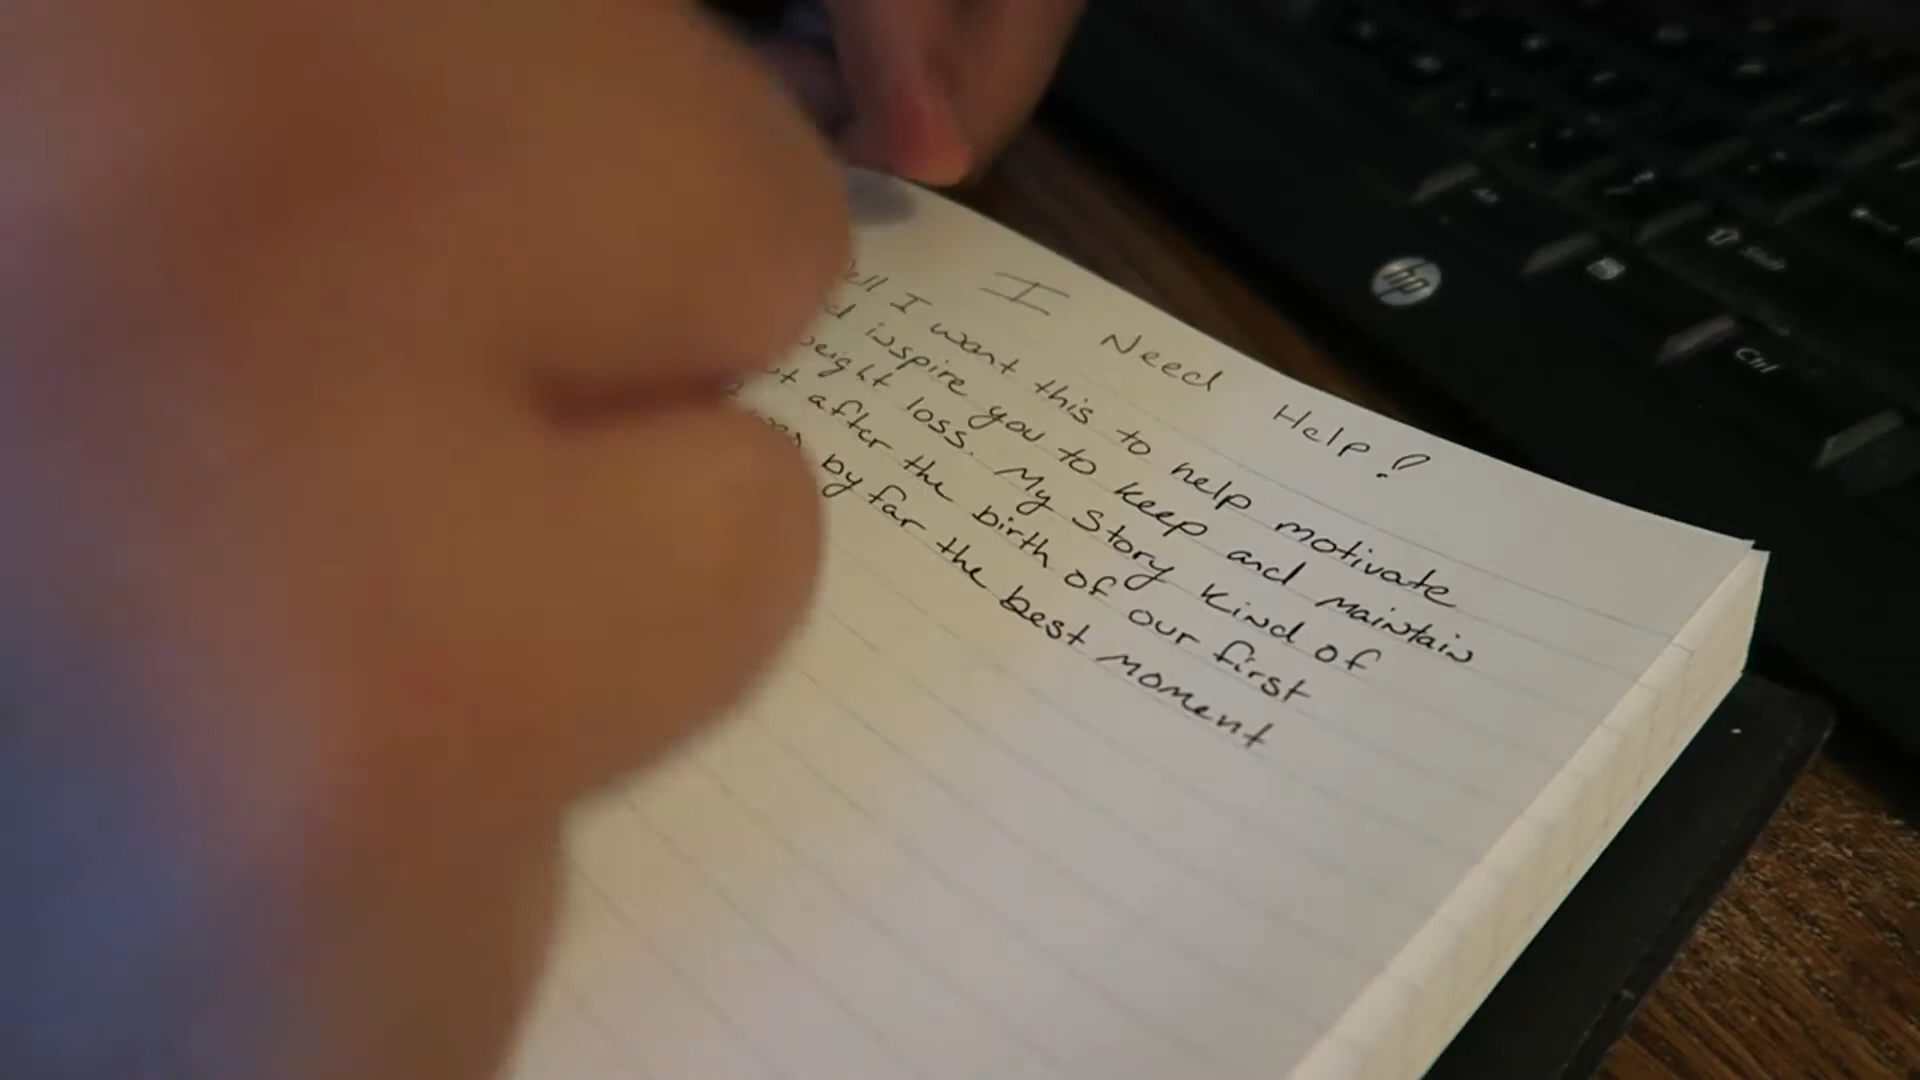 I Need Help!
I want this to help motivate
inspire you to keep and maintain
weight loss. My Story Kind of
after the birth of our first
by far the best moment
hp
Shift
Ctrl